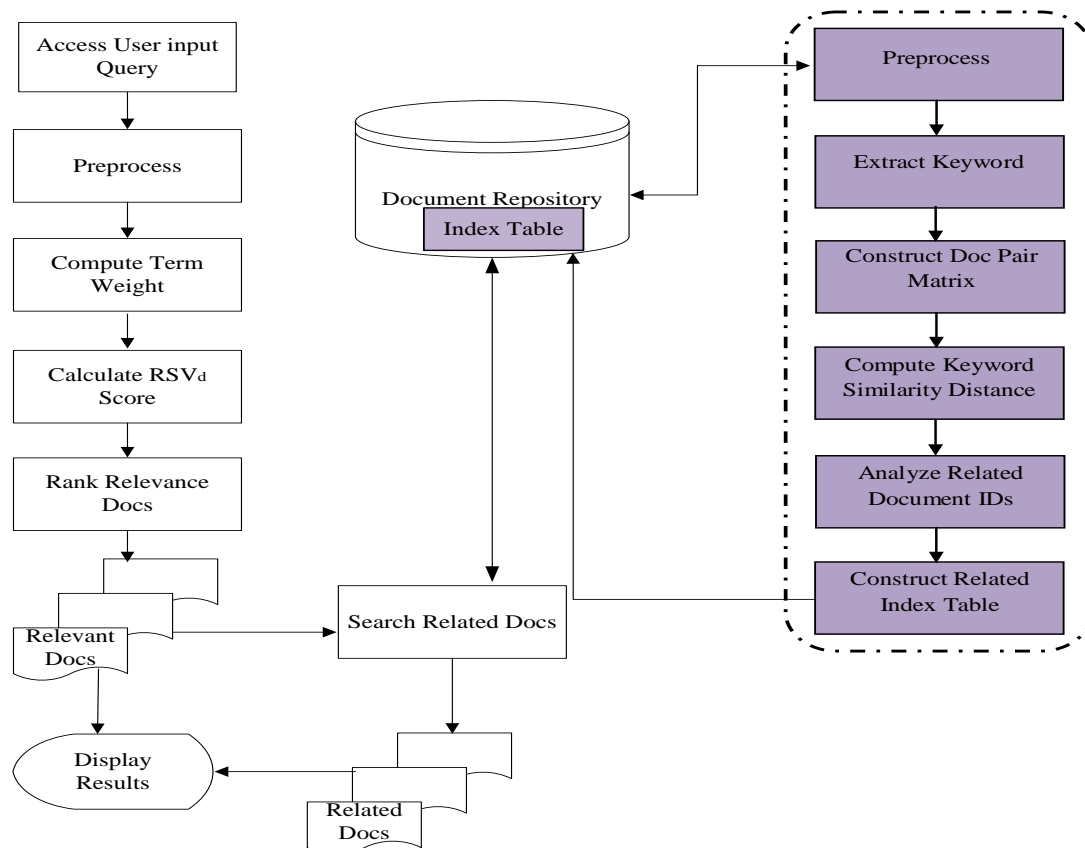 Access User input
Query
Preprocess
Compute Term
Weight
Calculate RSVd
Score
Rank Relevance
Docs
Relevant
Docs
Display
Results
Document Repository
Index Table
Search Related Docs
Related
Docs
Preprocess
Extract Keyword
Construct Doc Pair
Matrix
Compute Keyword
Similarity Distance
Analyze Related
Document IDs
Construct Related
Index Table